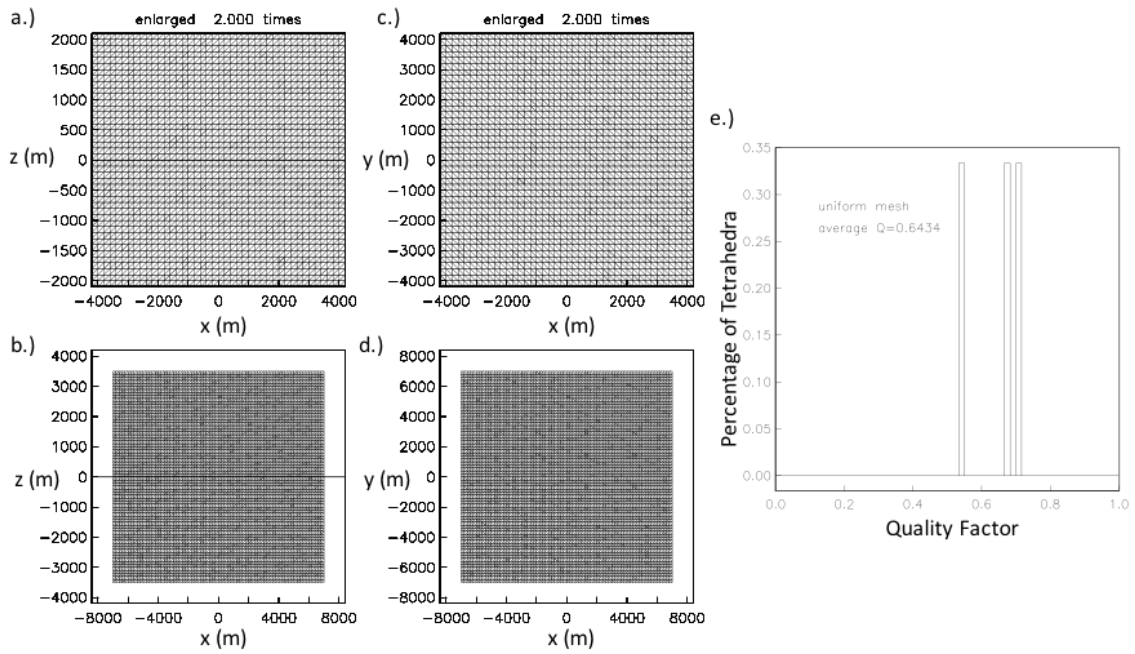 a.)
enlarged 2.000 times
2000
1500
1000
500
0
−500
−1000
−1500
−2000
z (m)
−4000 −2000 0 2000 4000
x (m)
c.)
enlarged 2.000 times
4000
3000
2000
1000
0
−1000
−2000
−3000
−4000
y (m)
−4000 −2000 0 2000 4000
x (m)
b.)
4000
3000
2000
1000
0
−1000
−2000
−3000
−4000
z (m)
−8000 −4000 0 4000 8000
x (m)
d.)
8000
6000
4000
2000
0
−2000
−4000
−6000
−8000
y (m)
−8000 −4000 0 4000 8000
x (m)
e.)
0.35
0.30
0.25
0.20
0.15
0.10
0.05
0.00
Percentage of Tetrahedra
uniform mesh
average Q=0.6434
0.0 0.2 0.4 0.6 0.8 1.0
Quality Factor